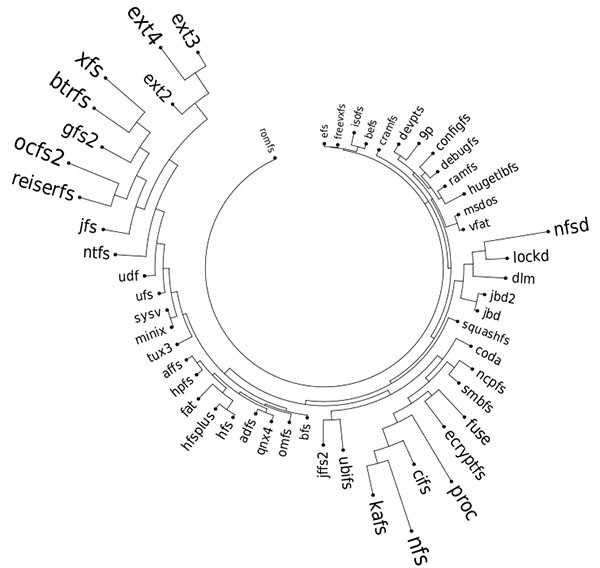 romfs
efs
freevxfs
isofs
befs
cramfs
devpts
9p
configfs
debugfs
ramfs
hugetlbfs
msdos
vfat
nfsd
lockd
dlm
jbd2
jbd
squashfs
coda
ncpfs
smbfs
fuse
ecryptfs
proc
cifs
nfs
kafs
ubifs
jffs2
bfs
omfs
qnx4
adfs
hfs
hfsplus
fat
hpfs
affs
tux3
minix
sysv
ufs
udf
ntfs
jfs
reiserfs
ocfs2
gfs2
btrfs
xfs
ext2
ext4
ext3